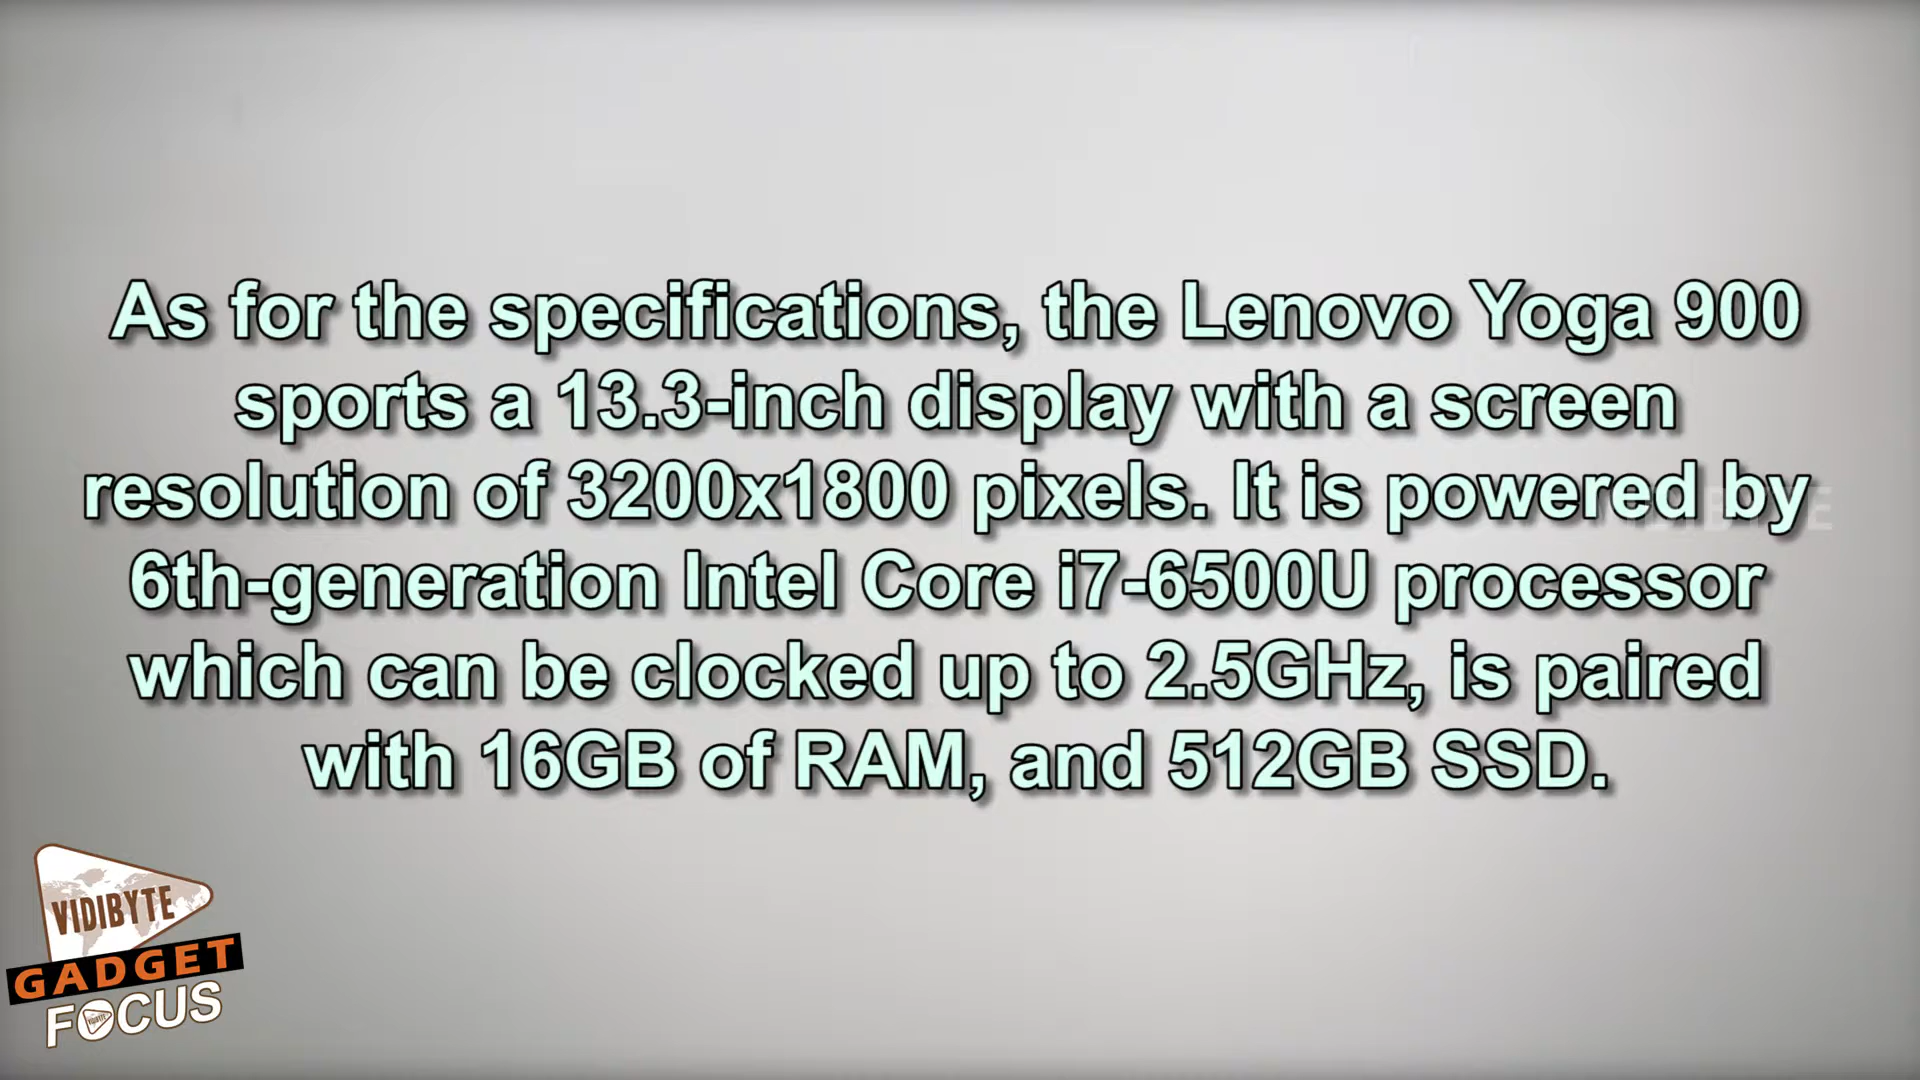 As for the specifications, the Lenovo Yoga 900
sports a 13.3-inch display with a screen
resolution of 3200x1800 pixels. It is powered by
6th-generation Intel Core i7-6500U processor
which can be clocked up to 2.5GHz, is paired
with 16GB of RAM, and 512GB SSD.
VIDIBYTE
GADGET
FOCUS